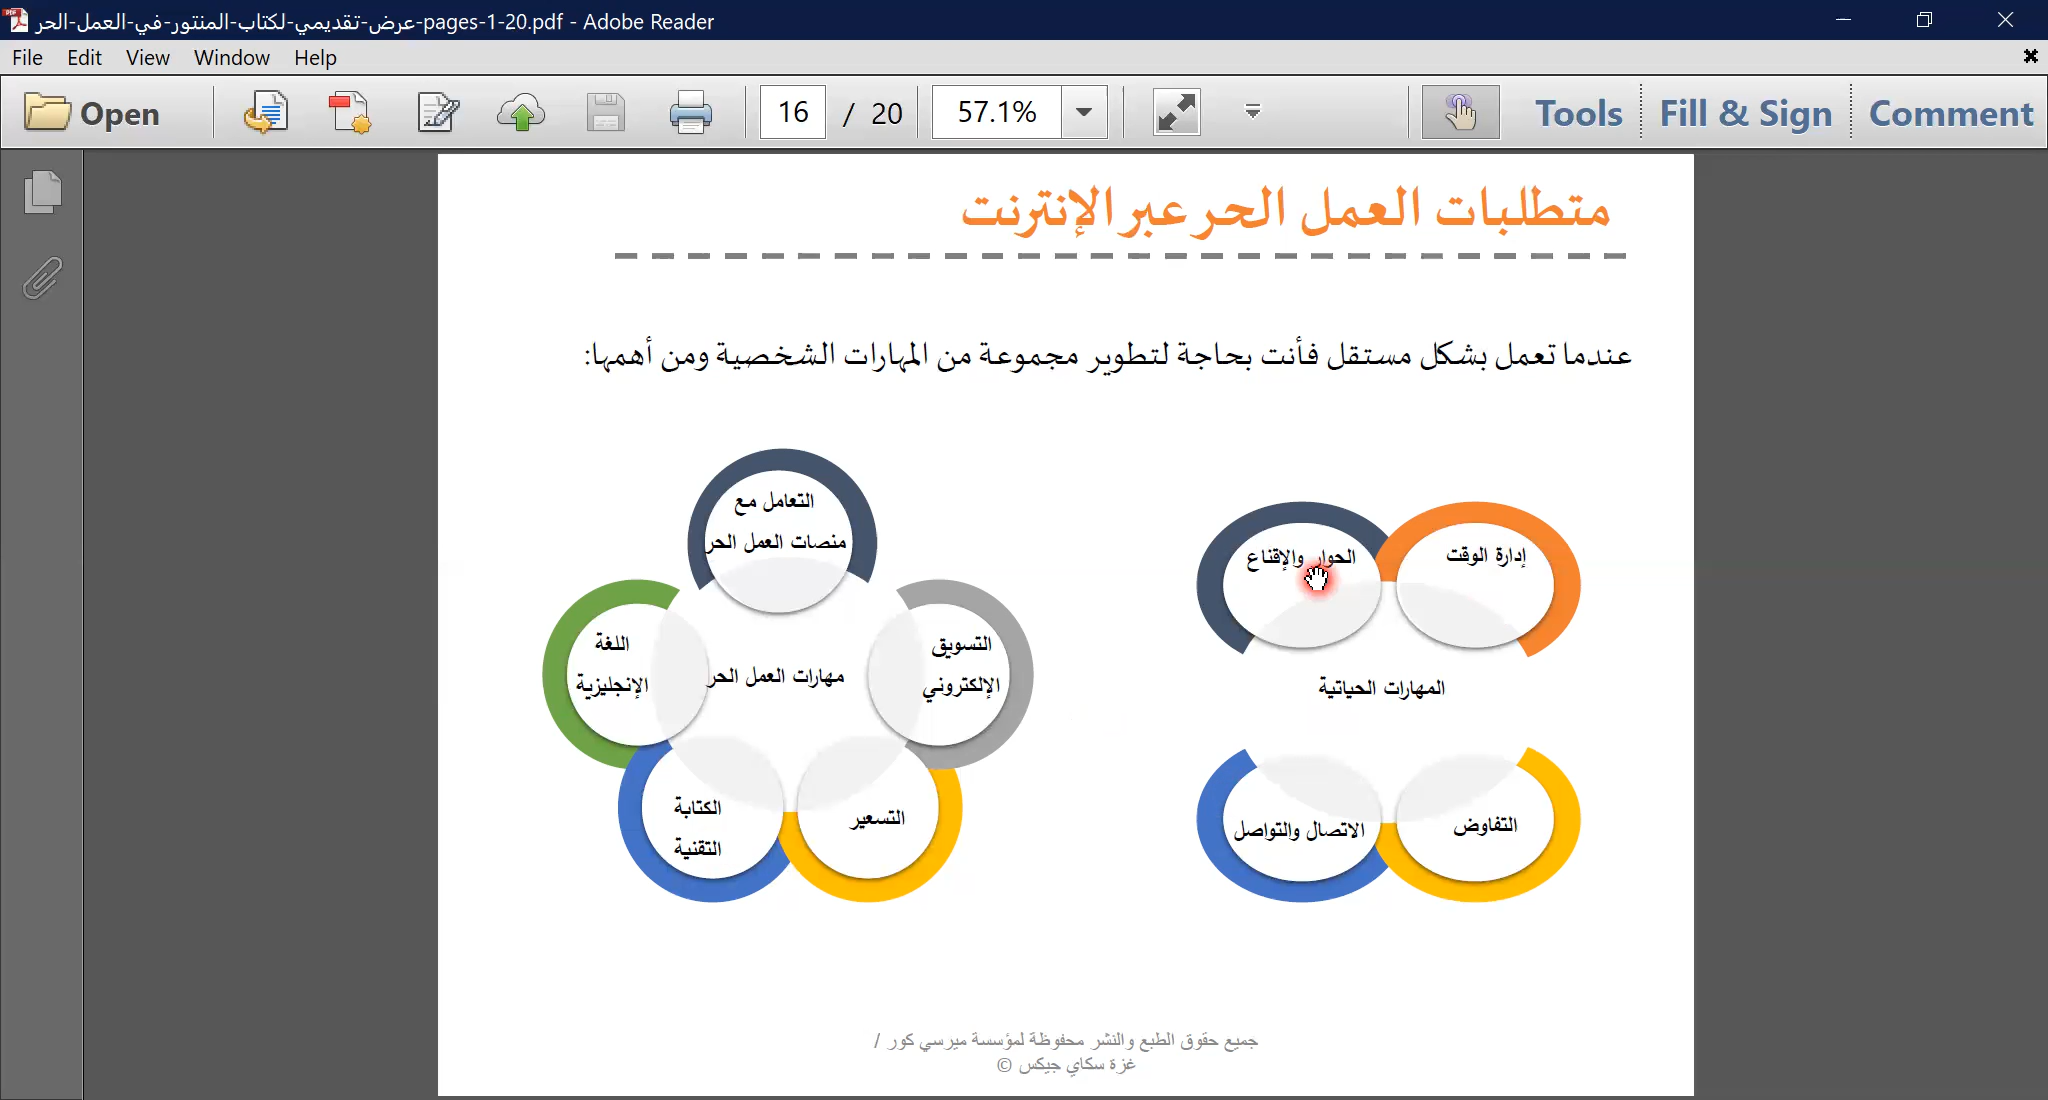 عرض-تقديمي-لكتاب-المنتور-في-العمل-الحر-pages-1-20.pdf - Adobe Reader
File Edit View Window Help
Open 16 / 20 57.1% Tools Fill & Sign Comment
متطلبات العمل الحر عبر الإنترنت
عندما تعمل بشكل مستقل فأنت بحاجة لتطوير مجموعة من المهارات الشخصية ومن أهمها:
إدارة الوقت
الحوار والإقناع
المهارات الحياتية
التفاوض
الاتصال والتواصل
التعامل مع
منصات العمل الحر
التسويق
الإلكتروني
مهارات العمل الحر
اللغة
الإنجليزية
التسعير
الكتابة
التقنية
جميع حقوق الطبع والنشر محفوظة لمؤسسة ميرسي كور /
غزة سكاي جيكس ©